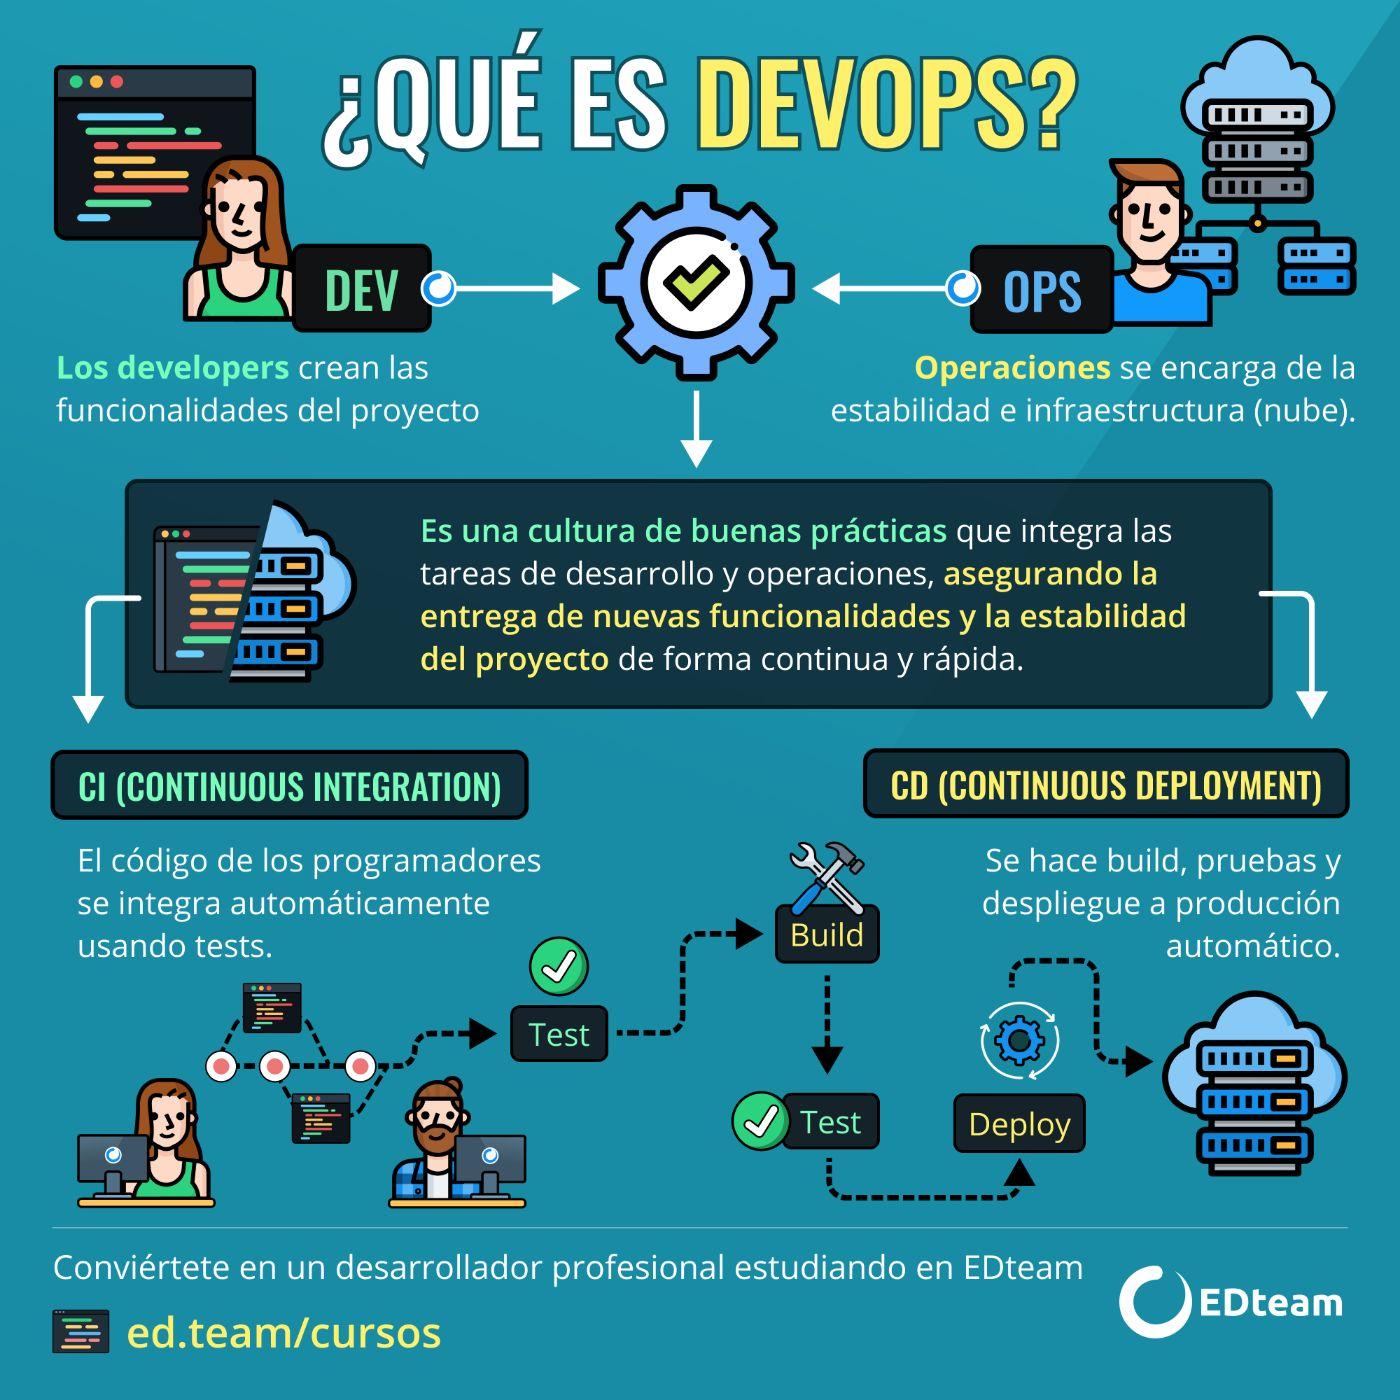 ¿QUÉ ES DEVOPS?
DEV
OPS
Los developers crean las
funcionalidades del proyecto
Operaciones se encarga de la
estabilidad e infraestructura (nube).
Es una cultura de buenas prácticas que integra las
tareas de desarrollo y operaciones, asegurando la
entrega de nuevas funcionalidades y la estabilidad
del proyecto de forma continua y rápida.
CI (CONTINUOUS INTEGRATION)
El código de los programadores
se integra automáticamente
usando tests.
CD (CONTINUOUS DEPLOYMENT)
Se hace build, pruebas y
despliegue a producción
automático.
Test
Build
Test
Deploy
Conviértete en un desarrollador profesional estudiando en EDteam
ed.team/cursos
EDteam